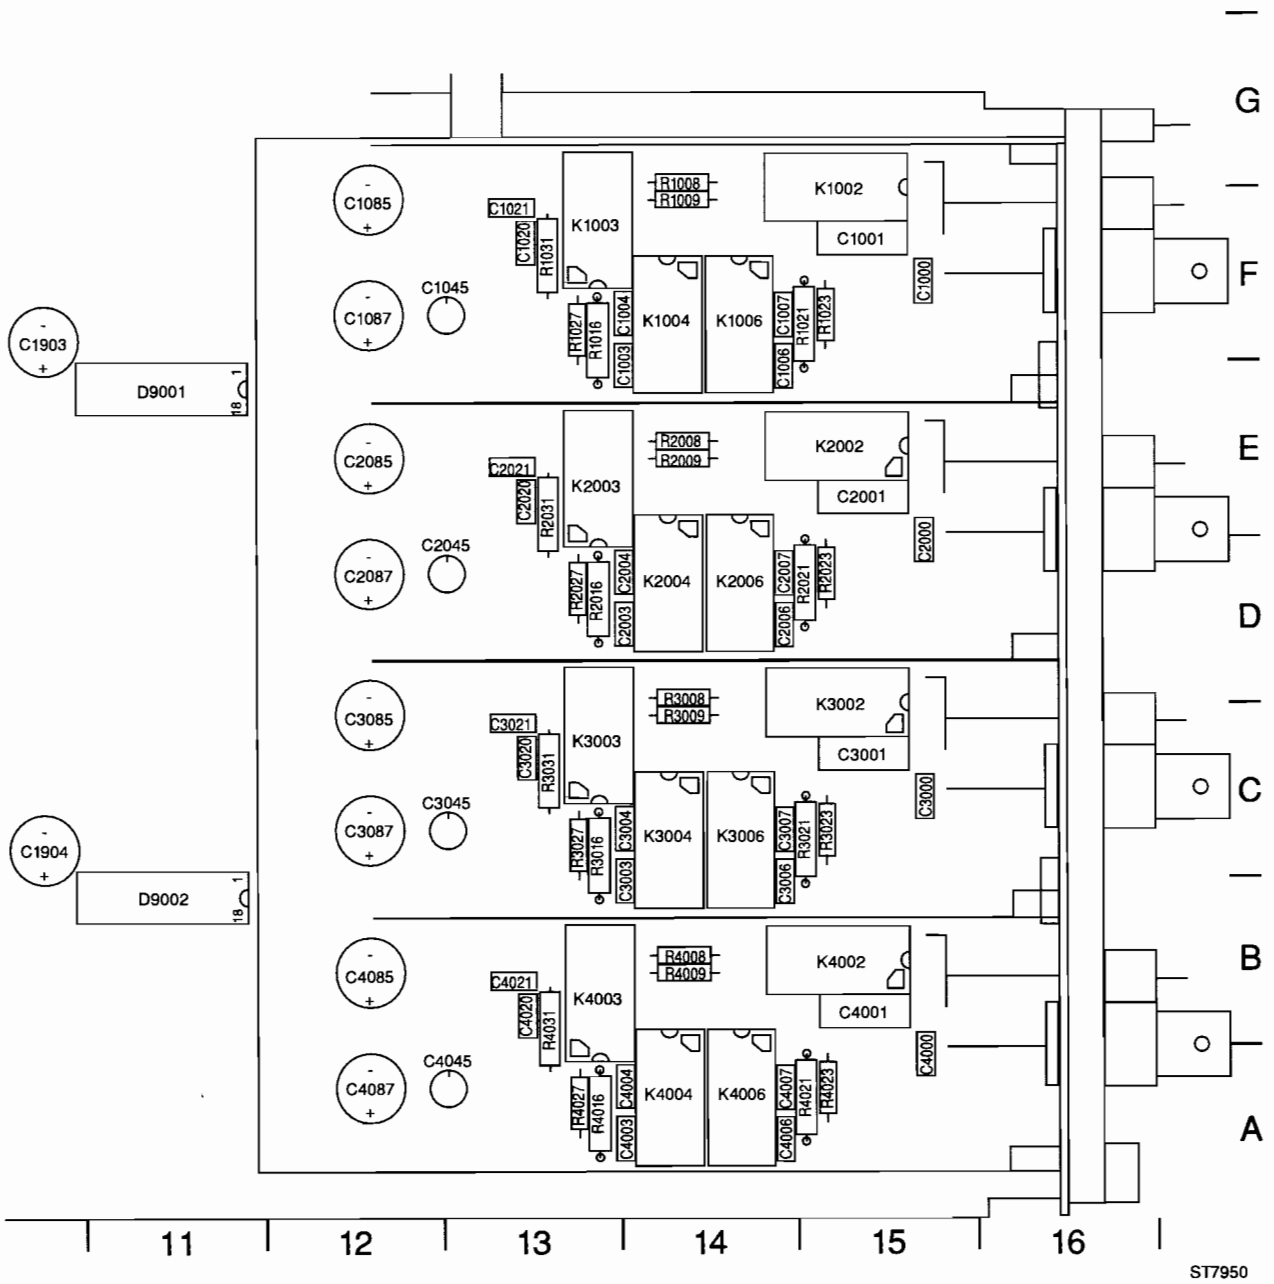 G
C1085
-
+
C1021
C1020
R1031
K1003
R1008
R1009
K1002
C1001
C1000
F
C1903
-
+
C1087
-
+
C1045
R1027
R1016
C1004
C1003
K1004
K1006
C1007
C1006
R1021
R1023
D9001
1
18
E
C2085
-
+
C2021
C2020
R2031
K2003
R2008
R2009
K2002
C2001
C2000
C2087
-
+
C2045
R2027
R2016
C2004
C2003
K2004
K2006
C2007
C2006
R2021
R2023
D
C3085
-
+
C3021
C3020
R3031
K3003
R3008
R3009
K3002
C3001
C3000
C
C1904
-
+
C3087
-
+
C3045
R3027
R3016
C3004
C3003
K3004
K3006
C3007
C3006
R3021
R3023
D9002
1
18
B
C4085
-
+
C4021
C4020
R4031
K4003
R4008
R4009
K4002
C4001
C4000
C4087
-
+
C4045
R4027
R4016
C4004
C4003
K4004
K4006
C4007
C4006
R4021
R4023
A
11 12 13 14 15 16
ST7950